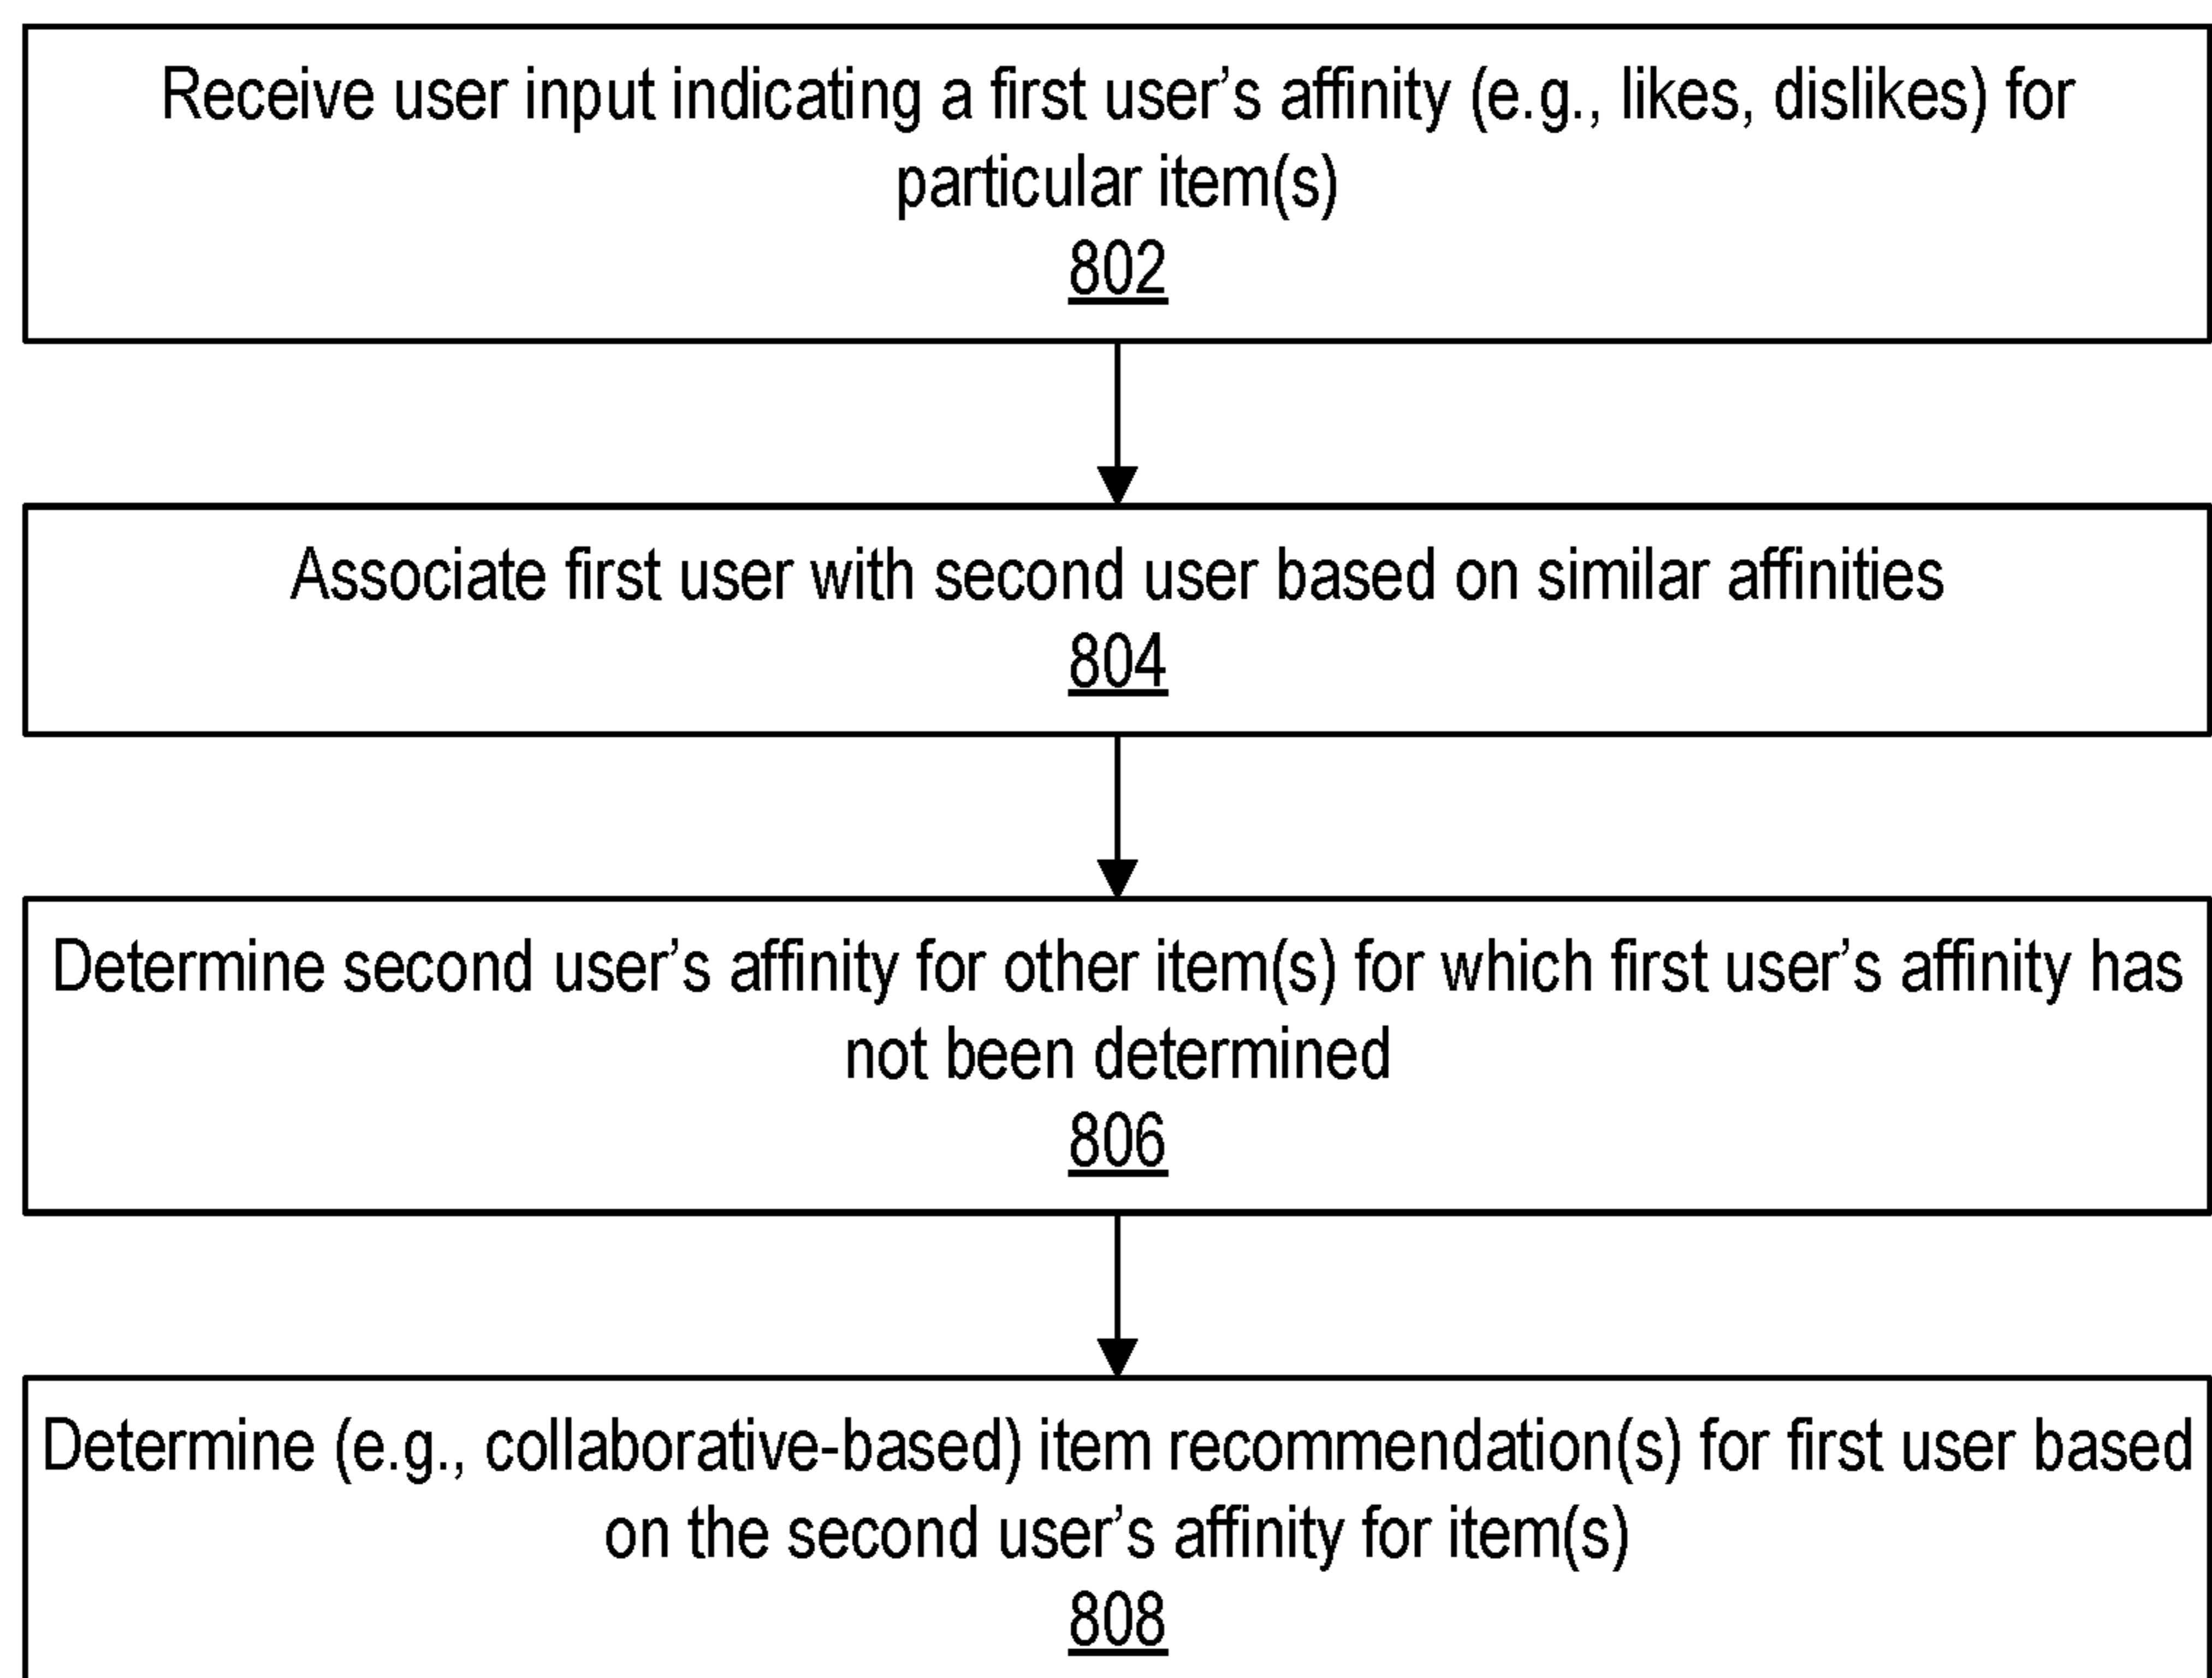 Receive user input indicating a first user’s affinity (e.g., likes, dislikes) for
particular item(s)
802
Associate first user with second user based on similar affinities
804
Determine second user’s affinity for other item(s) for which first user’s affinity has
not been determined
806
Determine (e.g., collaborative-based) item recommendation(s) for first user based
on the second user’s affinity for item(s)
808